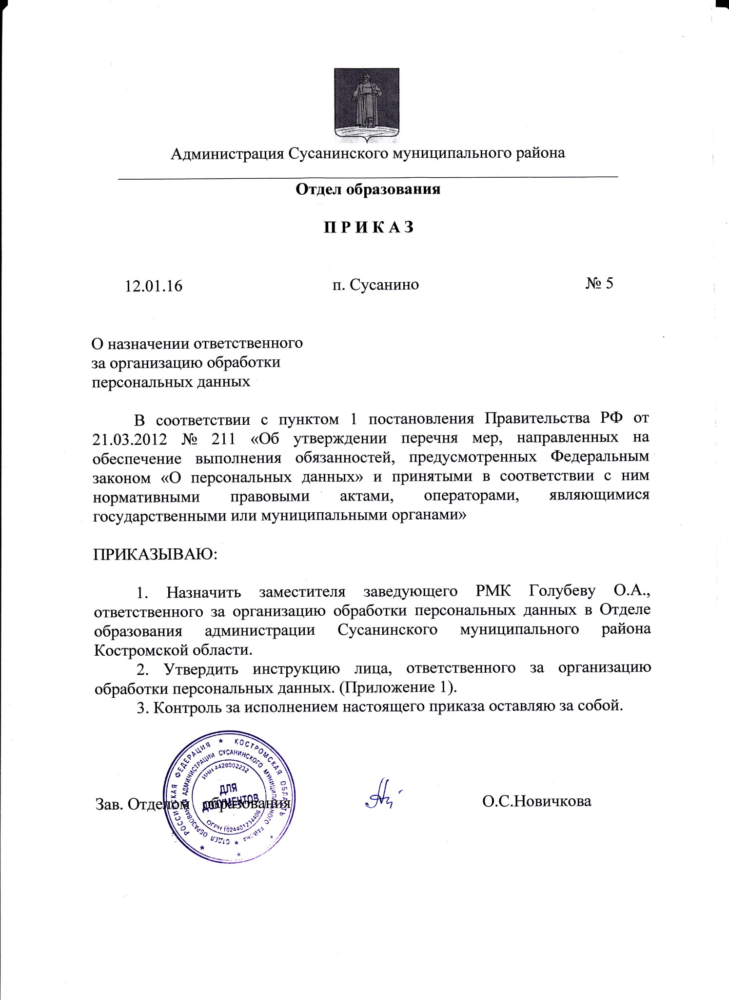 Администрация Сусанинского муниципального района
Отдел образования
П Р И К А З
12.01.16 п. Сусанино № 5
О назначении ответственного
за организацию обработки
персональных данных
В соответствии с пунктом 1 постановления Правительства РФ от
21.03.2012 № 211 «Об утверждении перечня мер, направленных на
обеспечение выполнения обязанностей, предусмотренных Федеральным
законом «О персональных данных» и принятыми в соответствии с ним
нормативными правовыми актами, операторами, являющимися
государственными или муниципальными органами»
ПРИКАЗЫВАЮ:
1. Назначить заместителя заведующего РМК Голубеву О.А.,
ответственного за организацию обработки персональных данных в Отделе
образования администрации Сусанинского муниципального района
Костромской области.
2. Утвердить инструкцию лица, ответственного за организацию
обработки персональных данных. (Приложение 1).
3. Контроль за исполнением настоящего приказа оставляю за собой.
Зав. Отделом образования О.С.Новичкова
РОССИЙСКАЯ ФЕДЕРАЦИЯ * КОСТРОМСКАЯ ОБЛАСТЬ *
ОТДЕЛ ОБРАЗОВАНИЯ АДМИНИСТРАЦИИ СУСАНИНСКОГО МУНИЦИПАЛЬНОГО РАЙОНА *
ИНН 4428002232
ДЛЯ
ДОКУМЕНТОВ
ОГРН 1024401234406